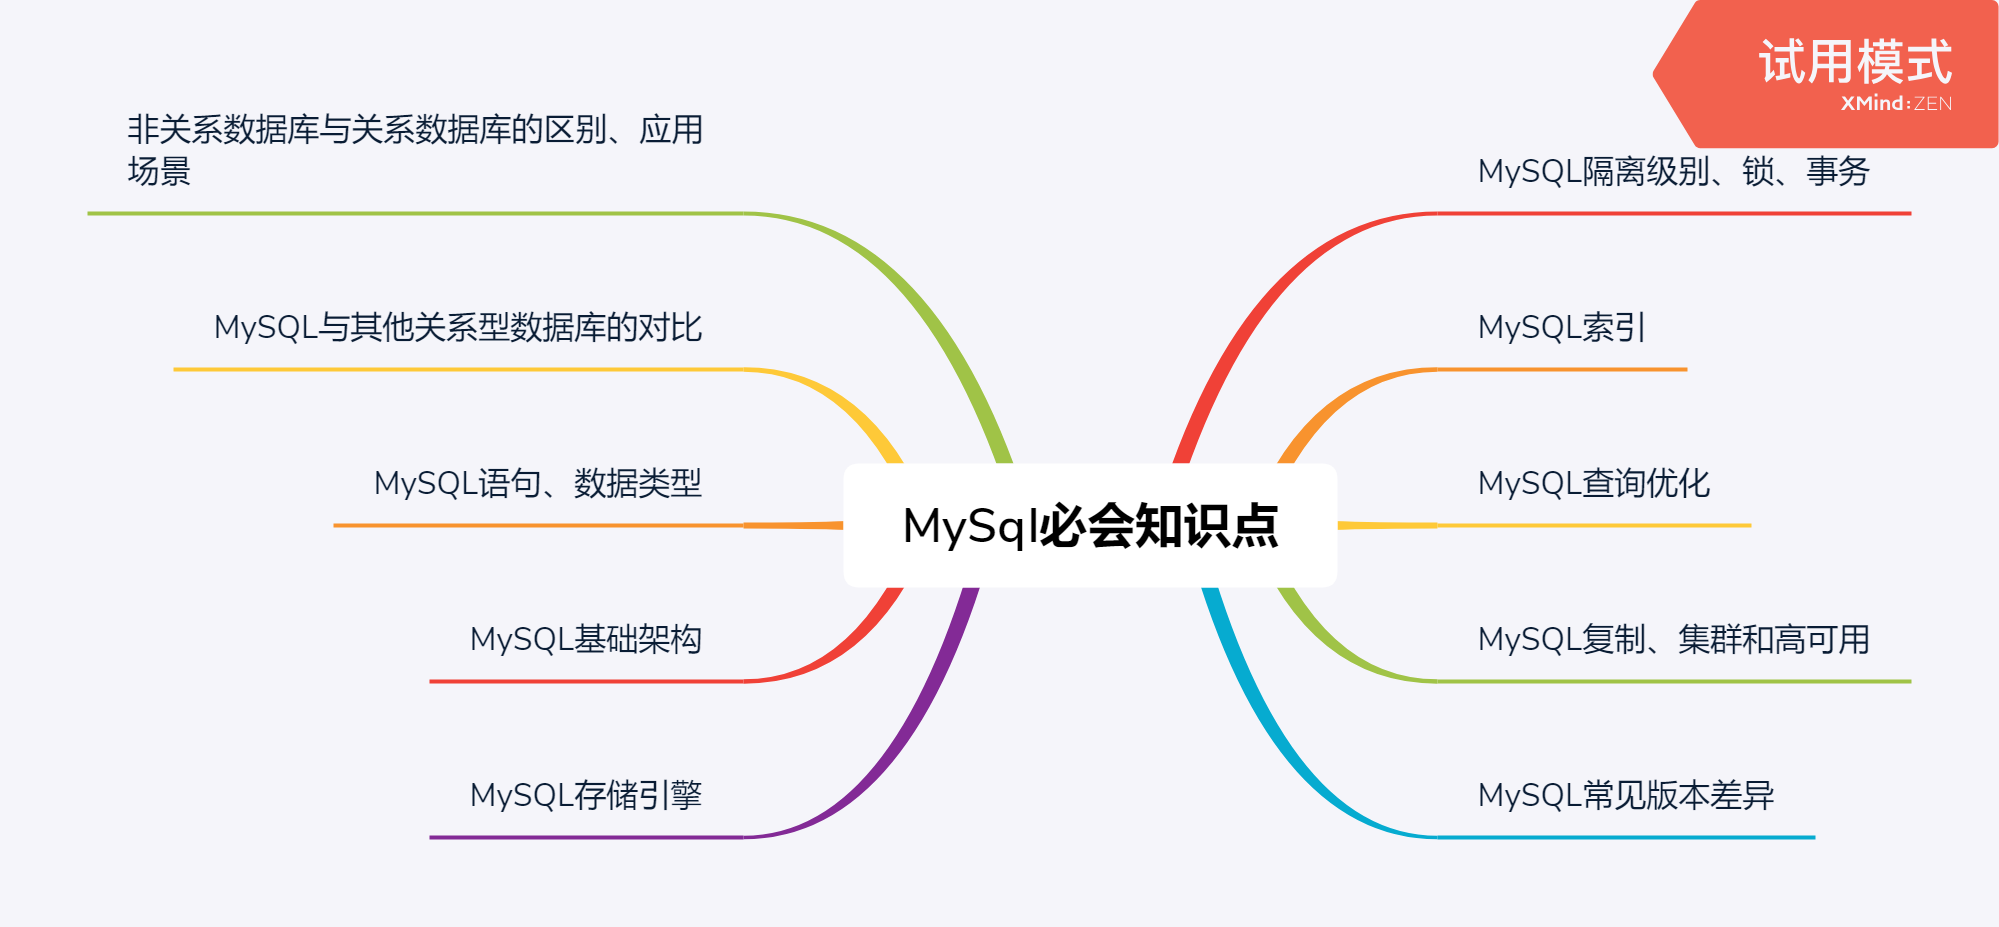 试用模式
XMind:ZEN
非关系数据库与关系数据库的区别、应用
场景
MySQL与其他关系型数据库的对比
MySQL语句、数据类型
MySQL基础架构
MySQL存储引擎
MySql必会知识点
MySQL隔离级别、锁、事务
MySQL索引
MySQL查询优化
MySQL复制、集群和高可用
MySQL常见版本差异